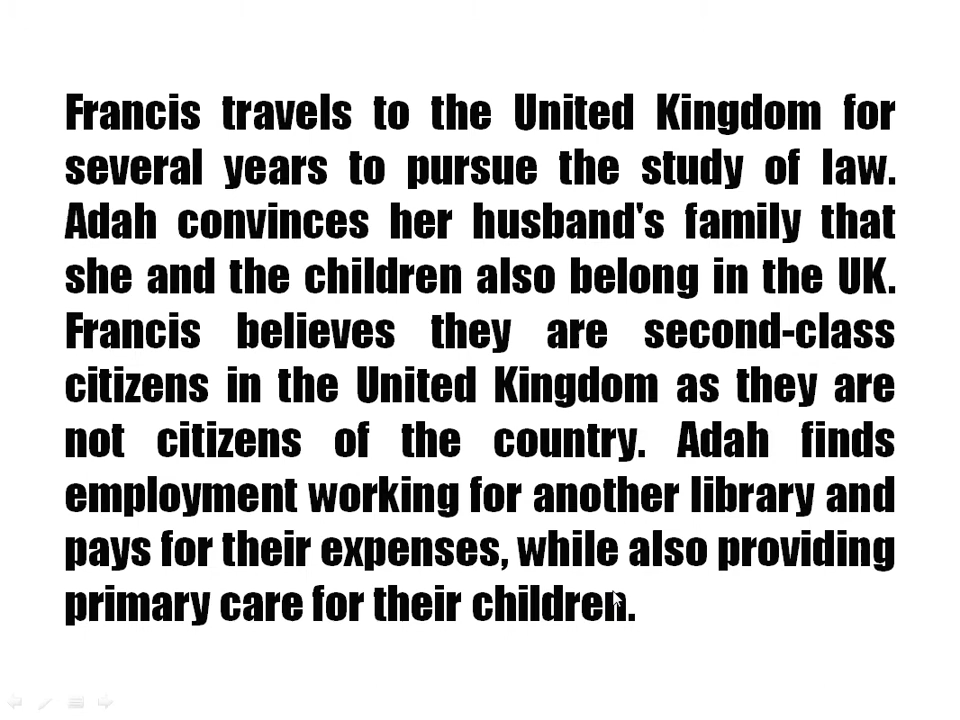 Francis travels to the United Kingdom for
several years to pursue the study of law.
Adah convinces her husband's family that
she and the children also belong in the UK.
Francis believes they are second-class
citizens in the United Kingdom as they are
not citizens of the country. Adah finds
employment working for another library and
pays for their expenses, while also providing
primary care for their children.